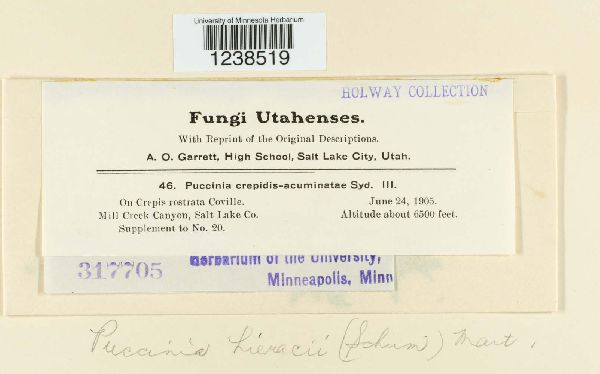 University of Minnesota Herbarium
1238519
HOLWAY COLLECTION
Fungi Utahenses.
With Reprint of the Original Descriptions.
A. O. Garrett, High School, Salt Lake City, Utah.
46. Puccinia crepidis-acuminatae Syd. III.
On Crepis rostrata Coville.
June 24, 1905.
Mill Creek Canyon, Salt Lake Co.
Altitude about 6500 feet.
Supplement to No. 20.
317705
Herbarium of the University,
Minneapolis, Minn
Puccinia hieracii (Schum) Mart.